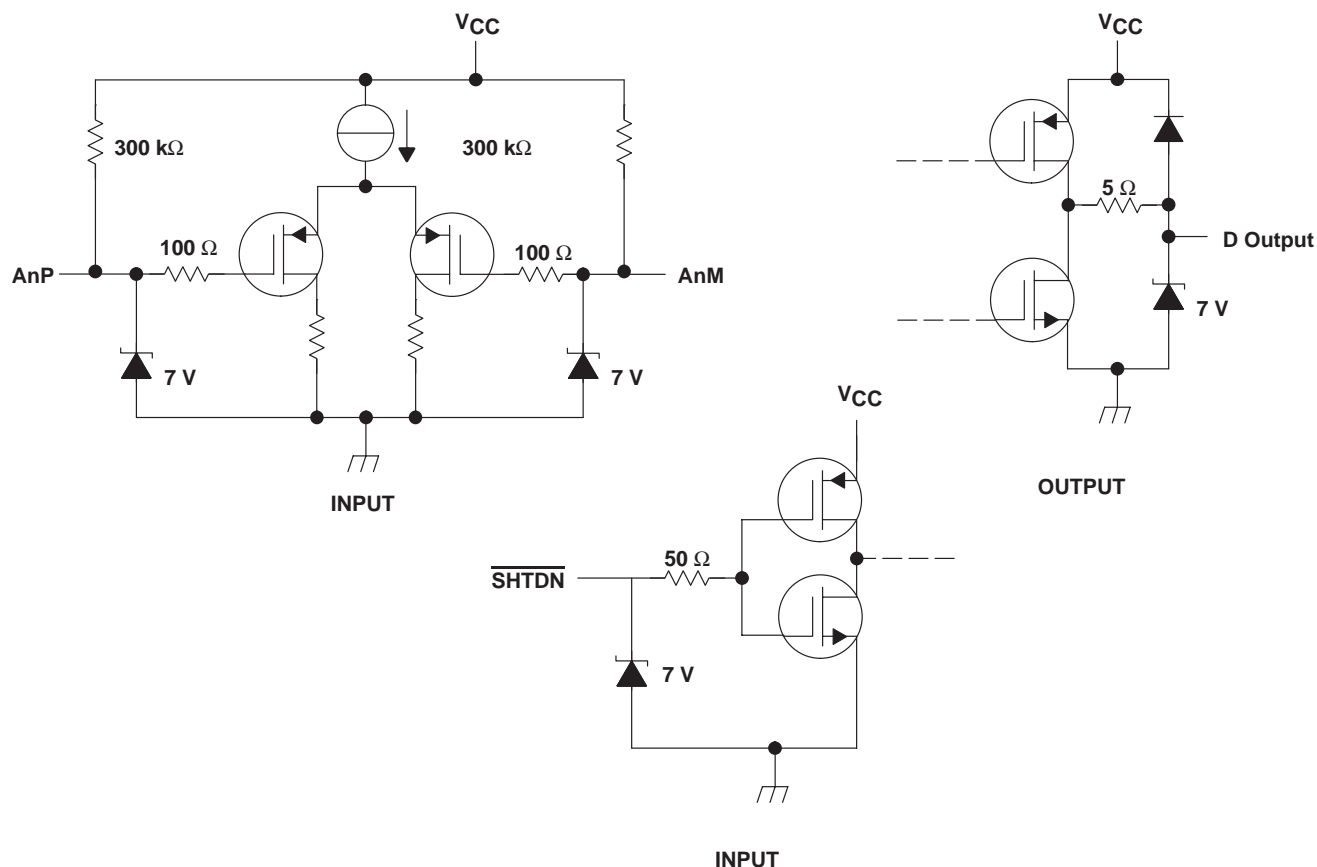 VCC
300 kΩ
300 kΩ
100 Ω
100 Ω
AnP
AnM
7 V
7 V
INPUT
VCC
5 Ω
D Output
7 V
OUTPUT
VCC
50 Ω
SHTDN
7 V
INPUT